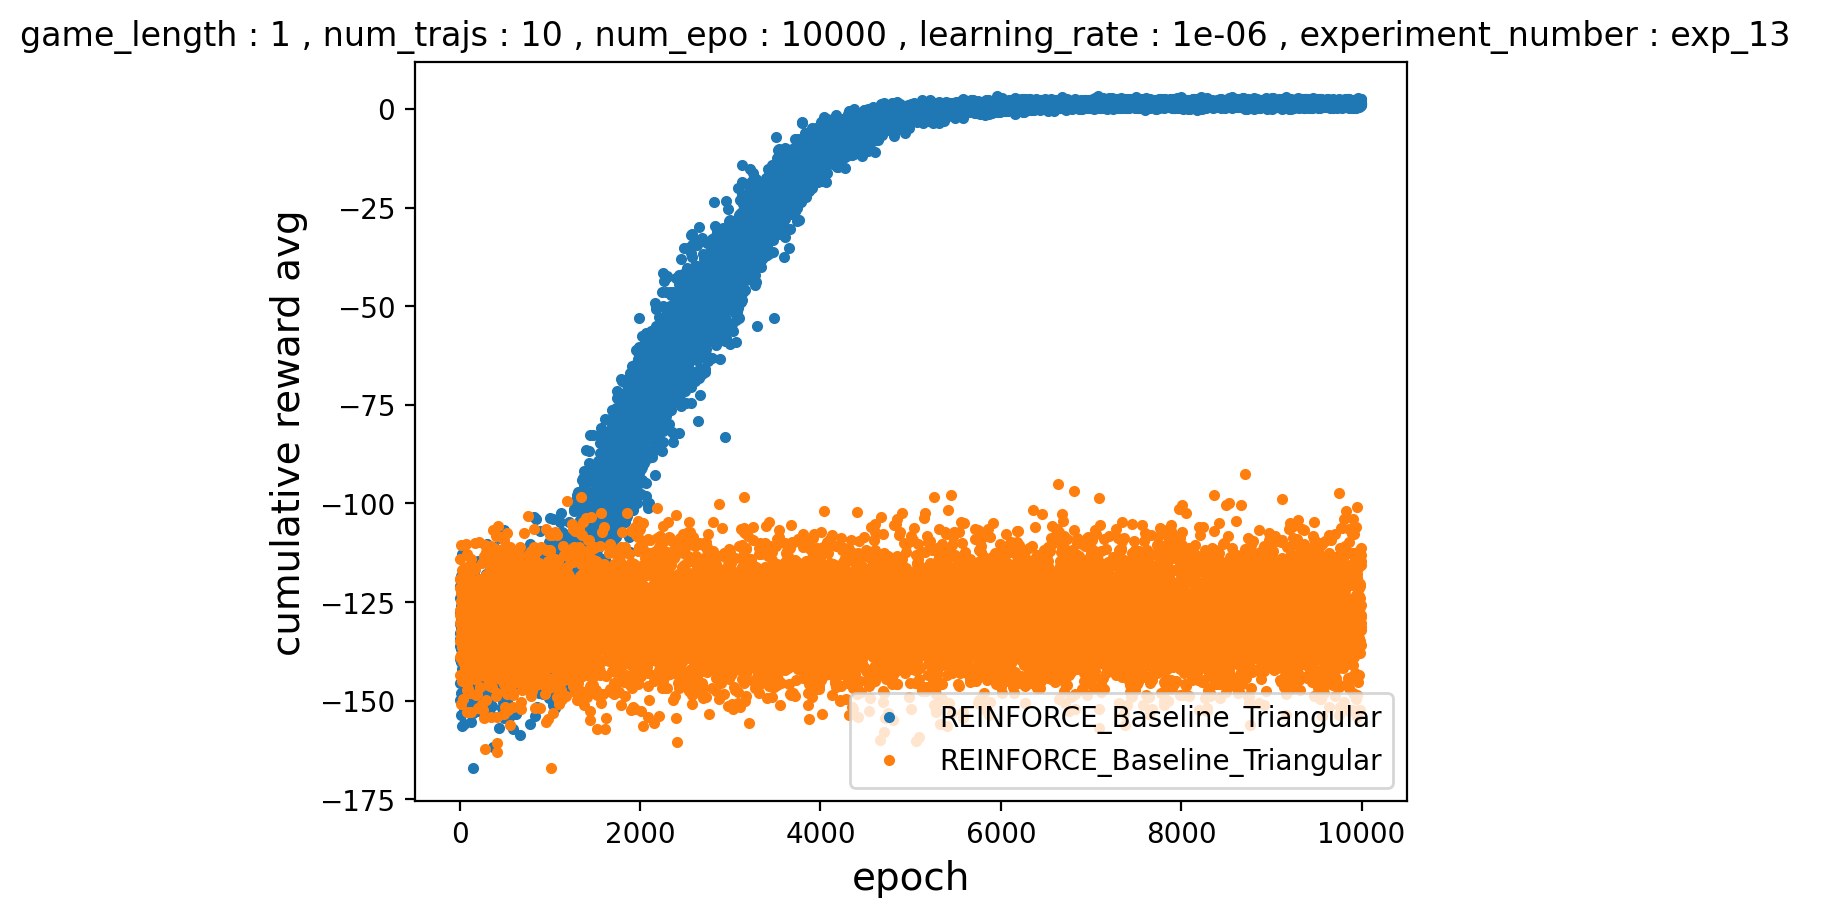 game_length : 1 , num_trajs : 10 , num_epo : 10000 , learning_rate : 1e-06 , experiment_number : exp_13
cumulative reward avg
0
−25
−50
−75
−100
−125
−150
−175
REINFORCE_Baseline_Triangular
REINFORCE_Baseline_Triangular
0 2000 4000 6000 8000 10000
epoch